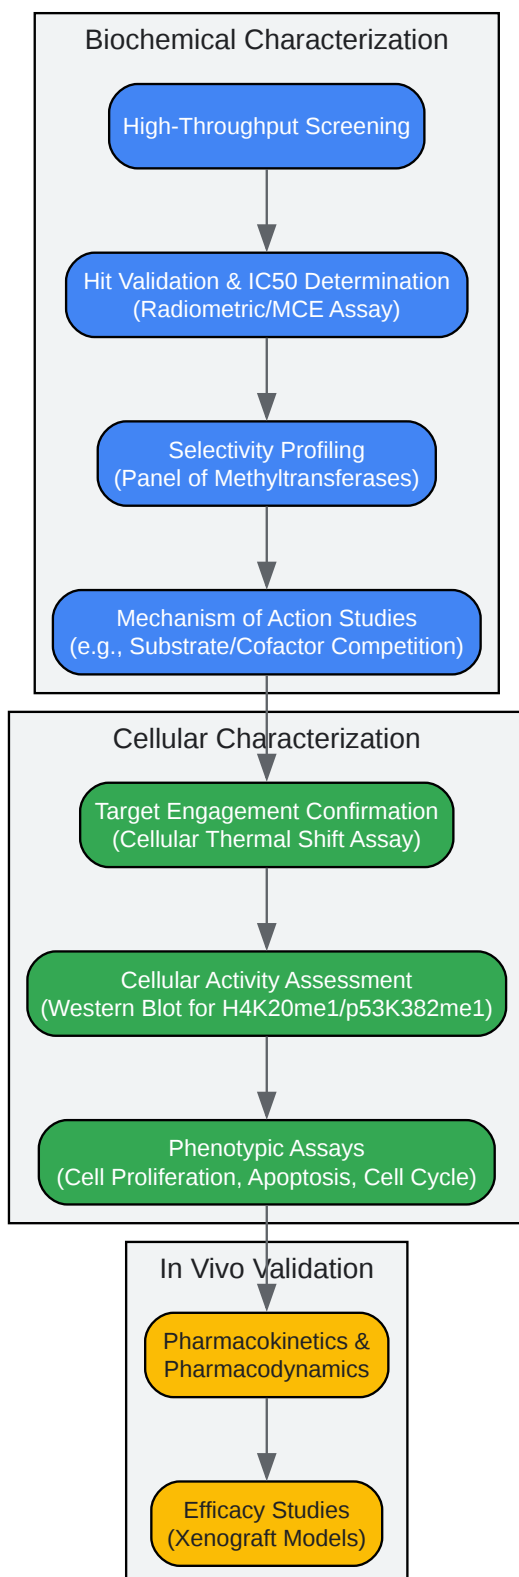 Biochemical Characterization
High-Throughput Screening
Hit Validation & IC50 Determination
(Radiometric/MCE Assay)
Selectivity Profiling
(Panel of Methyltransferases)
Mechanism of Action Studies
(e.g., Substrate/Cofactor Competition)
Cellular Characterization
Target Engagement Confirmation
(Cellular Thermal Shift Assay)
Cellular Activity Assessment
(Western Blot for H4K20me1/p53K382me1)
Phenotypic Assays
(Cell Proliferation, Apoptosis, Cell Cycle)
In Vivo Validation
Pharmacokinetics &
Pharmacodynamics
Efficacy Studies
(Xenograft Models)